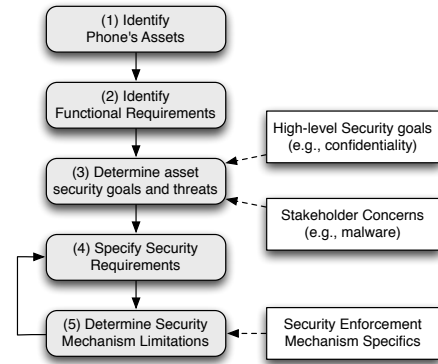 (1) Identify
Phone's Assets
(2) Identify
Functional Requirements
High-level Security goals
(e.g., confidentiality)
(3) Determine asset
security goals and threats
Stakeholder Concerns
(e.g., malware)
(4) Specify Security
Requirements
(5) Determine Security
Mechanism Limitations
Security Enforcement
Mechanism Specifics